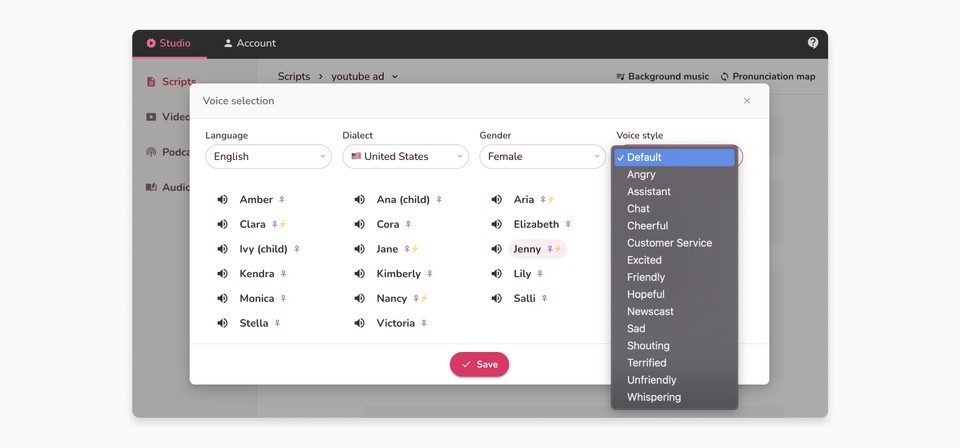 Studio
Account
Scripts
Scripts > youtube ad
Background music
Pronunciation map
Voice selection
Language
Dialect
Gender
Voice style
English
United States
Female
Default
Angry
Assistant
Chat
Cheerful
Customer Service
Excited
Friendly
Hopeful
Newscast
Sad
Shouting
Terrified
Unfriendly
Whispering
Amber
Ana (child)
Aria
Clara
Cora
Elizabeth
Ivy (child)
Jane
Jenny
Kendra
Kimberly
Lily
Monica
Nancy
Salli
Stella
Victoria
Video
Podca
Audio
Save